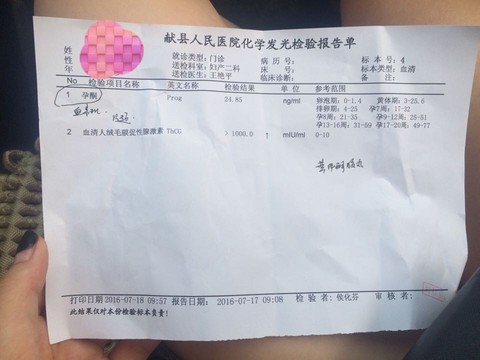 献县人民医院化学发光检验报告单
姓
性
年
就诊类型: 门诊
病 历 号:
标 本 号: 4
送检科室: 妇产二科
床 号:
标本类型: 血清
送检医生: 王艳平
临床诊断:
备 注:
No 检验项目名称 英文名称 检验结果 单 位 参考范围
1 孕酮 Prog 24.85 ng/ml 卵泡期: 0-1.4 黄体期: 3-25.6
排卵期: 4-25 孕7周: 17-32
孕8周: 21-35 孕9-12周: 25-51
孕13-16周: 31-59 孕17-20周: 49-77
2 血清人绒毛膜促性腺激素 ThCG >1000.0 ↑ mIU/ml 0-10
黄体酮胶囊
打印日期 2016-07-18 09:57 报告日期: 2016-07-17 09:08 检 验 者: 侯化芬 审 核 者:
此结果仅对本份检验标本负责!